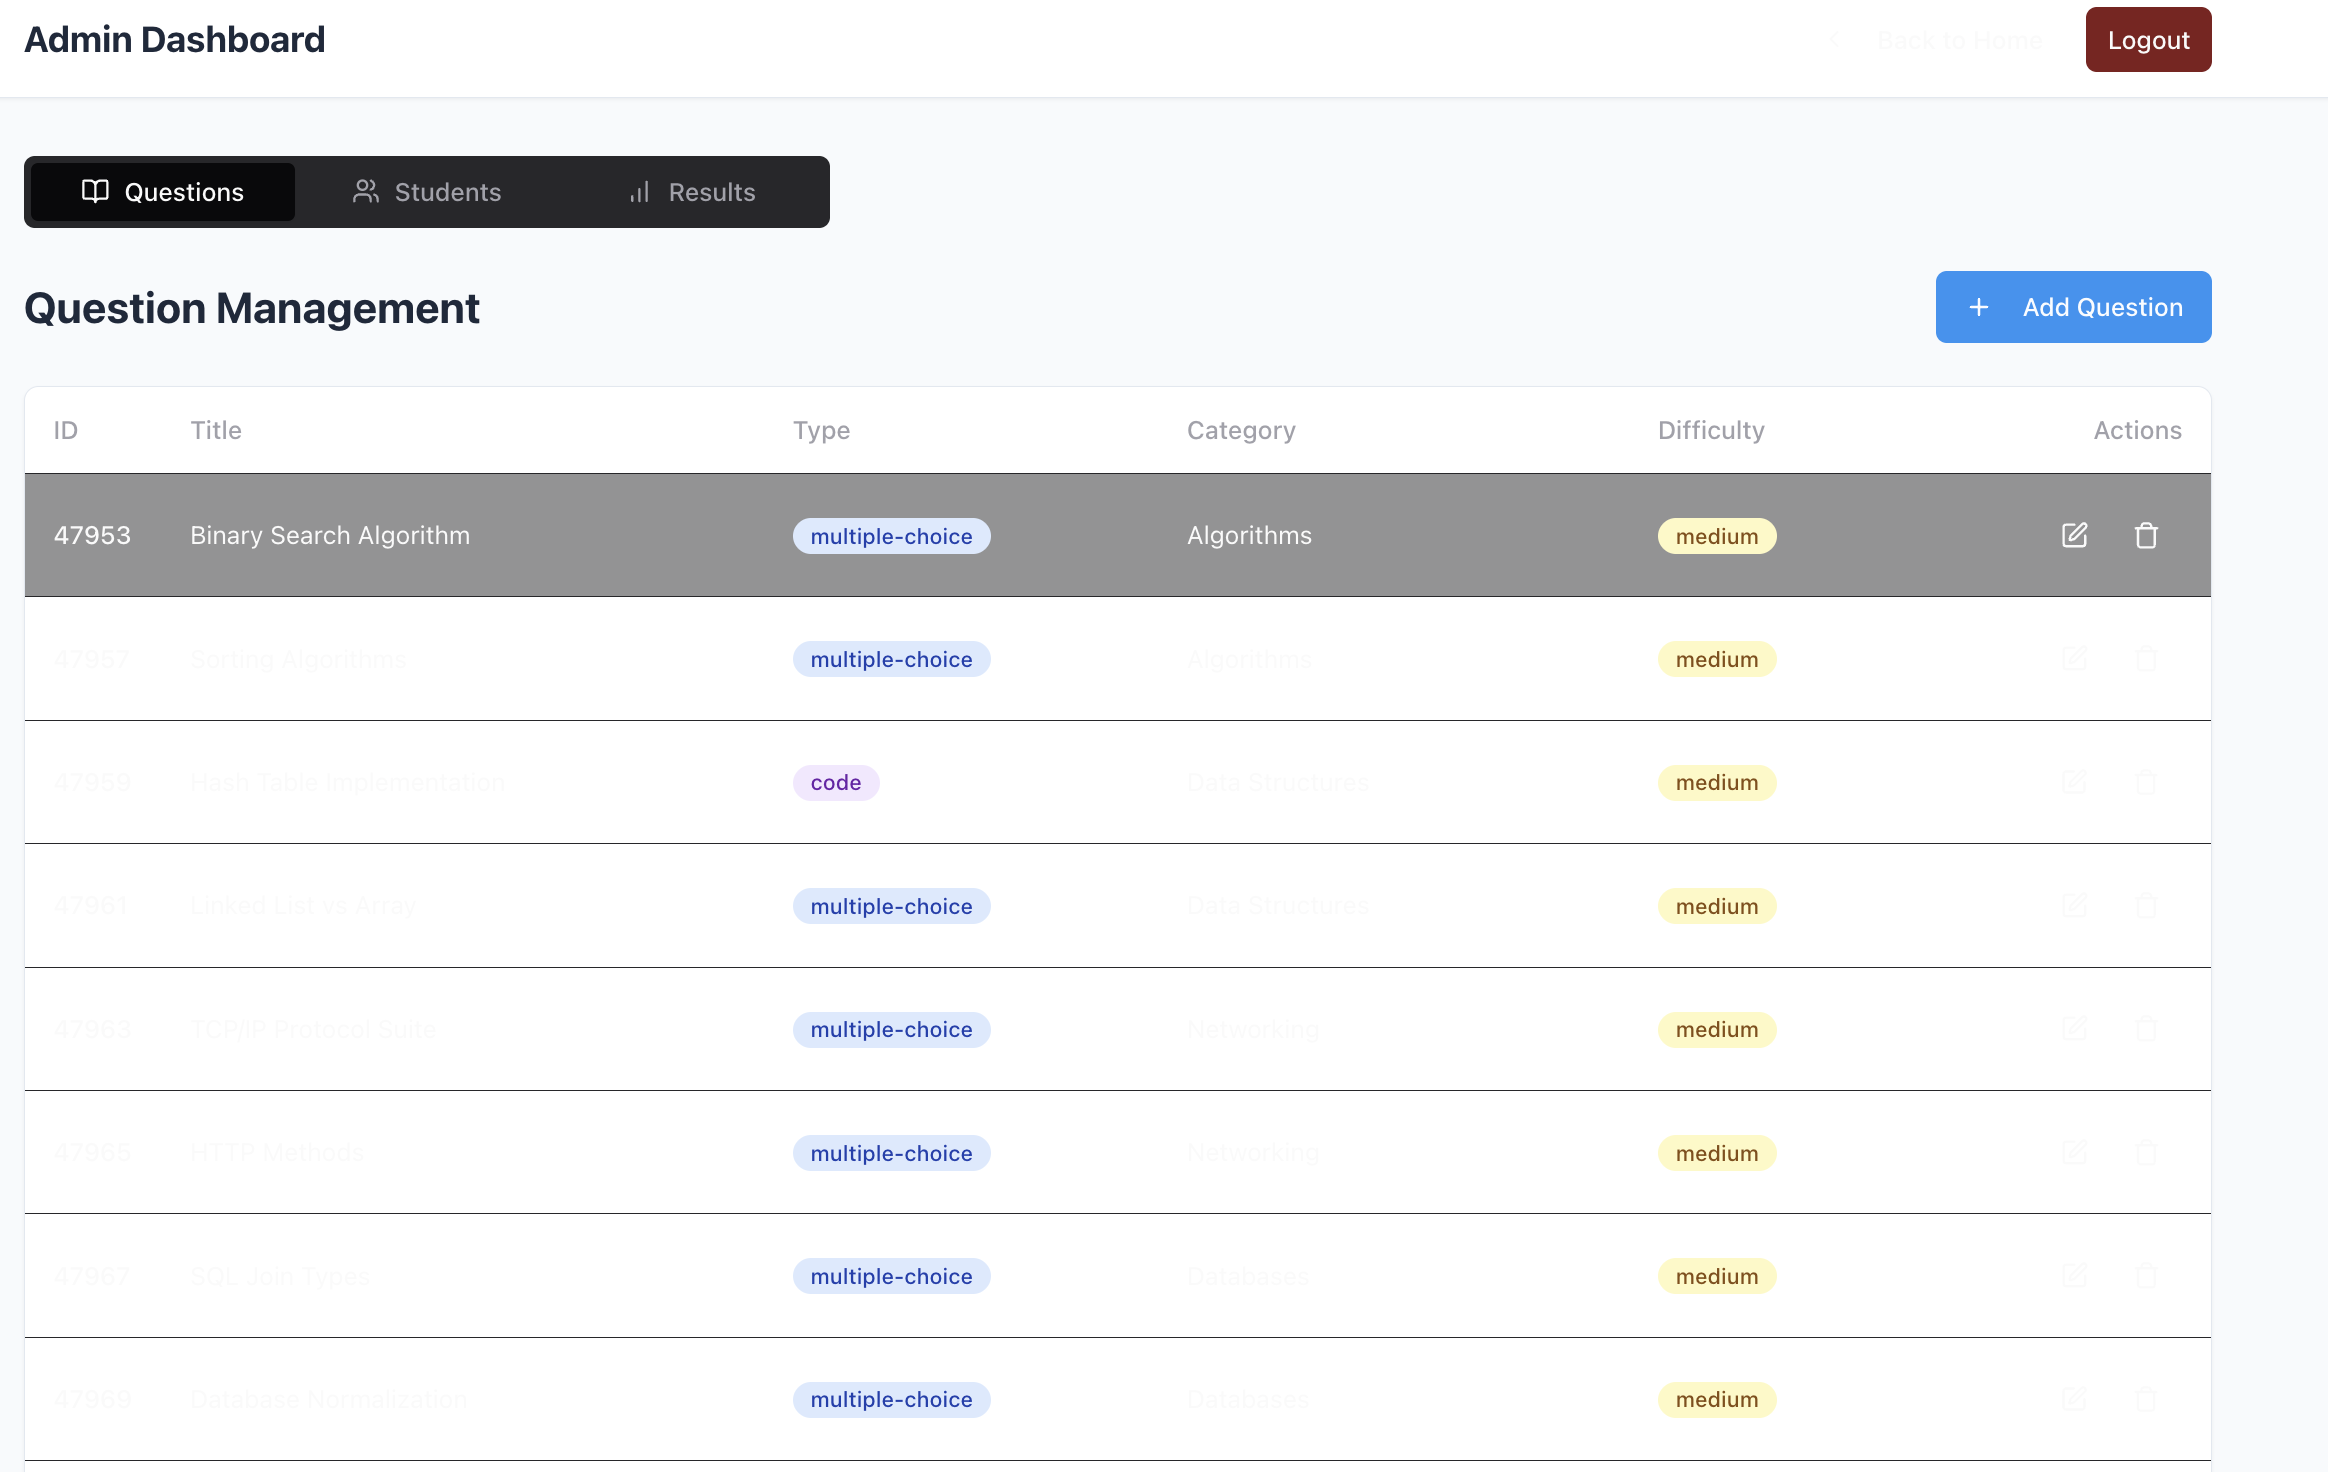 Admin Dashboard
Back to Home
Logout
Questions
Students
Results
Question Management
+ Add Question
ID Title Type Category Difficulty Actions
47953 Binary Search Algorithm multiple-choice Algorithms medium
47957 Sorting Algorithms multiple-choice Algorithms medium
47959 Hash Table Implementation code Data Structures medium
47961 Linked List vs Array multiple-choice Data Structures medium
47963 TCP/IP Protocol Suite multiple-choice Networking medium
47965 HTTP Methods multiple-choice Networking medium
47967 SQL Join Types multiple-choice Databases medium
47969 Database Normalization multiple-choice Databases medium